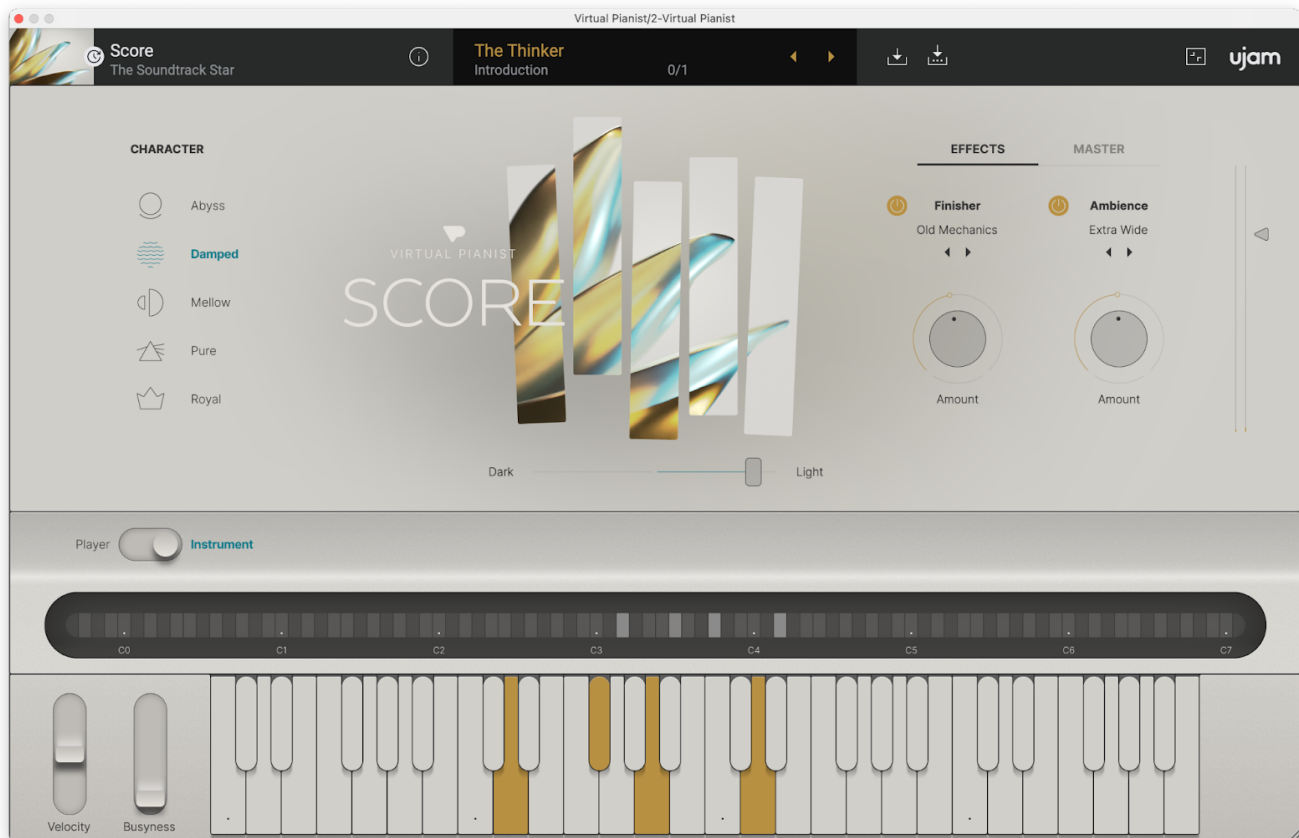 Virtual Pianist/2-Virtual Pianist
Score
The Soundtrack Star
The Thinker
Introduction
0/1
ujam
CHARACTER
Abyss
Damped
Mellow
Pure
Royal
VIRTUAL PIANIST
SCORE
Dark
Light
EFFECTS
MASTER
Finisher
Old Mechanics
Amount
Ambience
Extra Wide
Amount
Player
Instrument
C0 C1 C2 C3 C4 C5 C6 C7
Velocity
Busyness